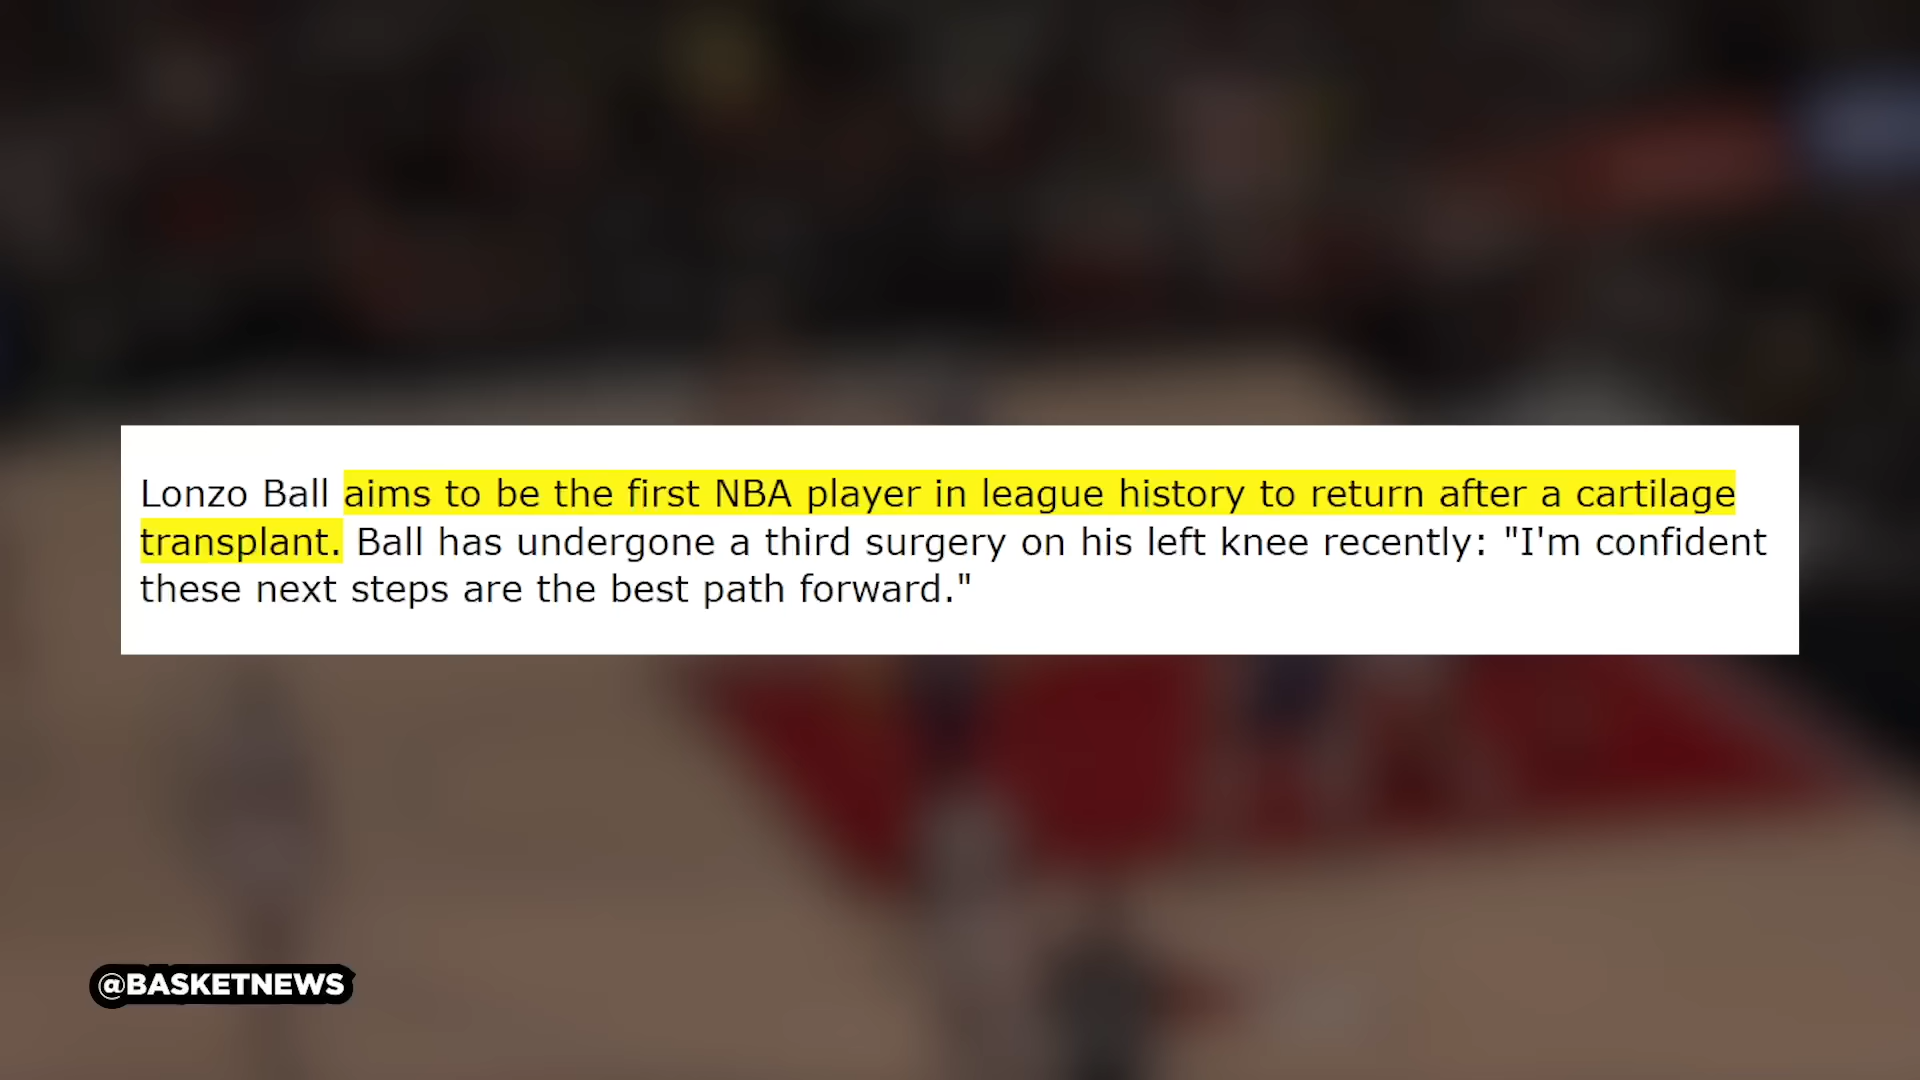 Lonzo Ball aims to be the first NBA player in league history to return after a cartilage
transplant. Ball has undergone a third surgery on his left knee recently: "I'm confident
these next steps are the best path forward."
@BASKETNEWS